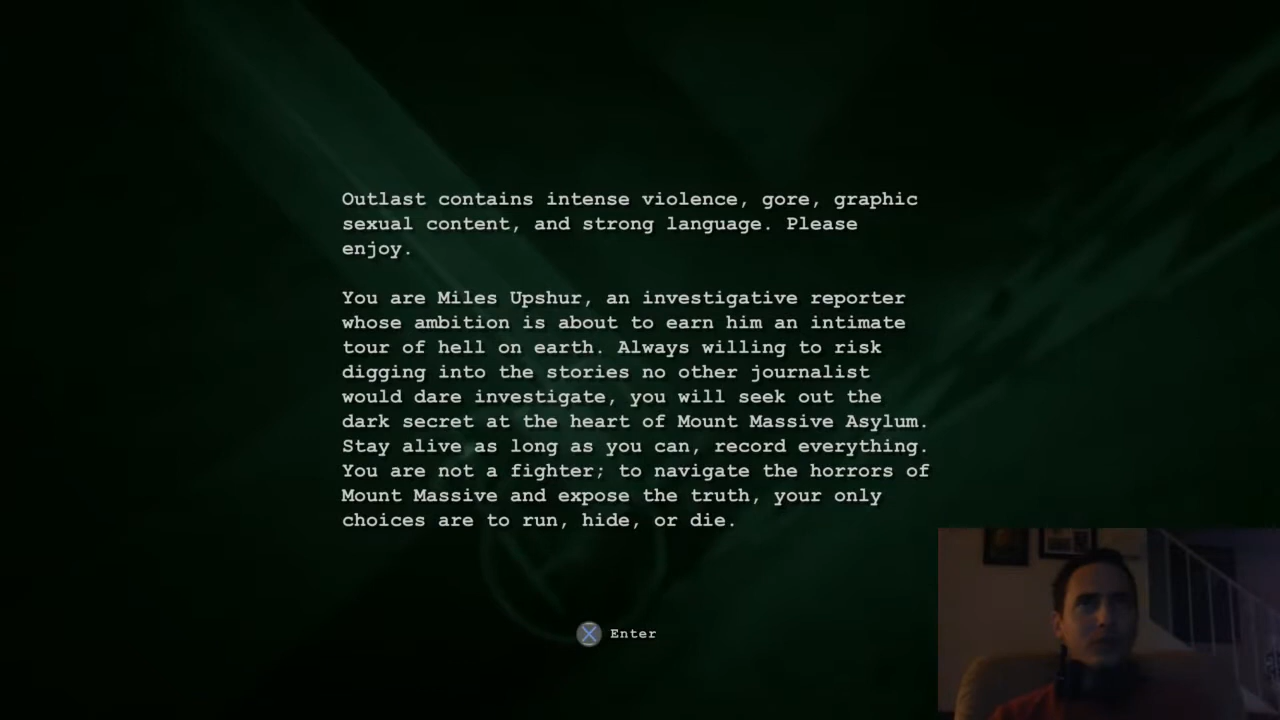 Outlast contains intense violence, gore, graphic
sexual content, and strong language. Please
enjoy.
You are Miles Upshur, an investigative reporter
whose ambition is about to earn him an intimate
tour of hell on earth. Always willing to risk
digging into the stories no other journalist
would dare investigate, you will seek out the
dark secret at the heart of Mount Massive Asylum.
Stay alive as long as you can, record everything.
You are not a fighter; to navigate the horrors of
Mount Massive and expose the truth, your only
choices are to run, hide, or die.
Enter